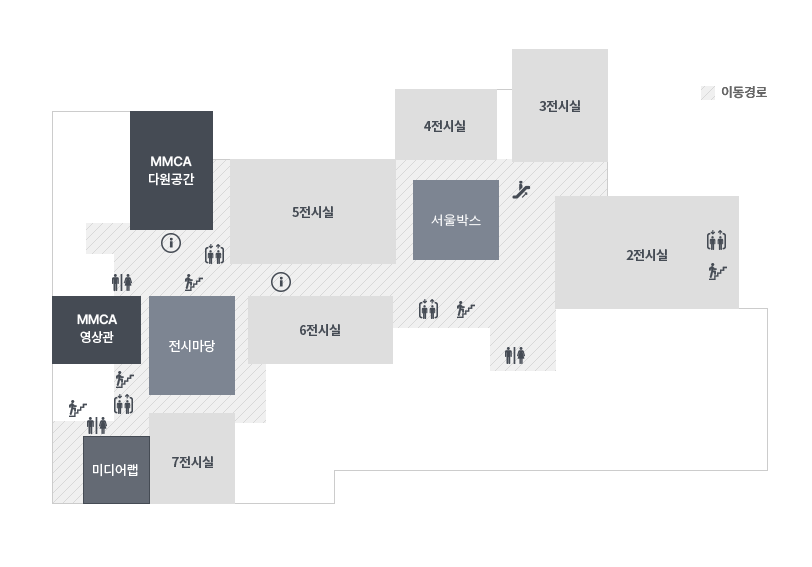 3전시실
이동경로
4전시실
MMCA
다원공간
5전시실
서울박스
2전시실
MMCA
영상관
전시마당
6전시실
미디어랩
7전시실